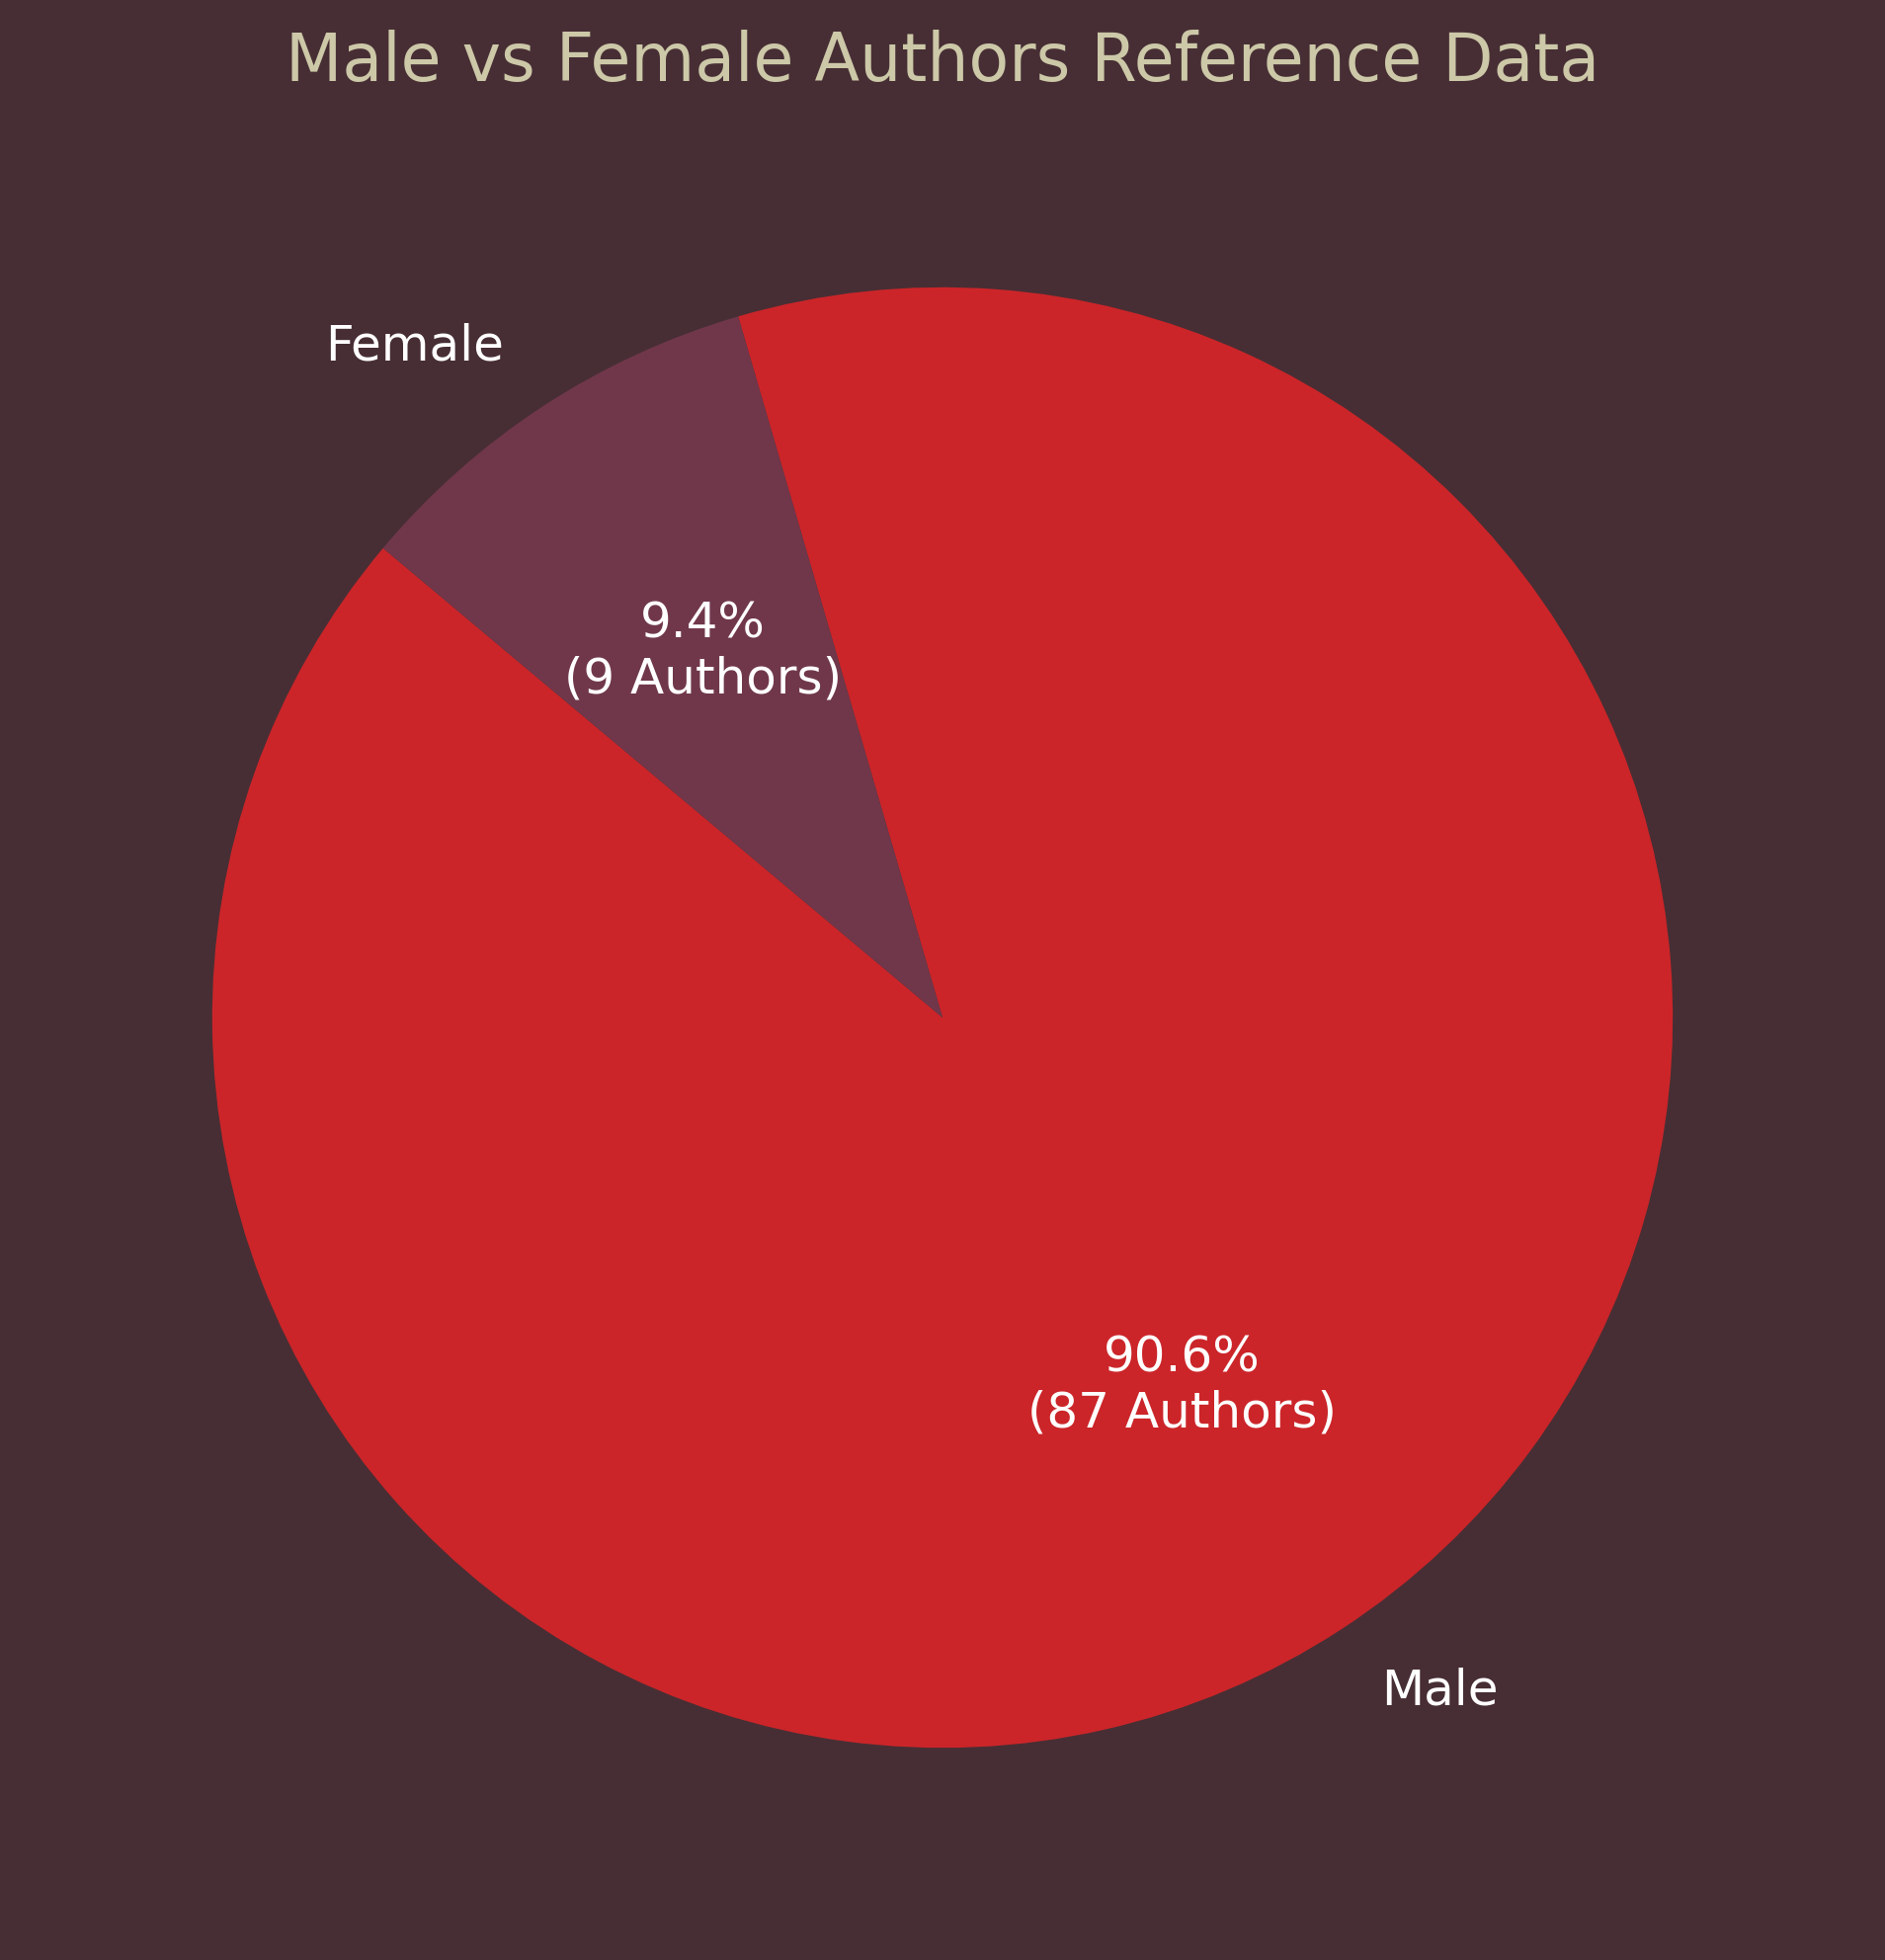 Male vs Female Authors Reference Data
Female
9.4%
(9 Authors)
90.6%
(87 Authors)
Male